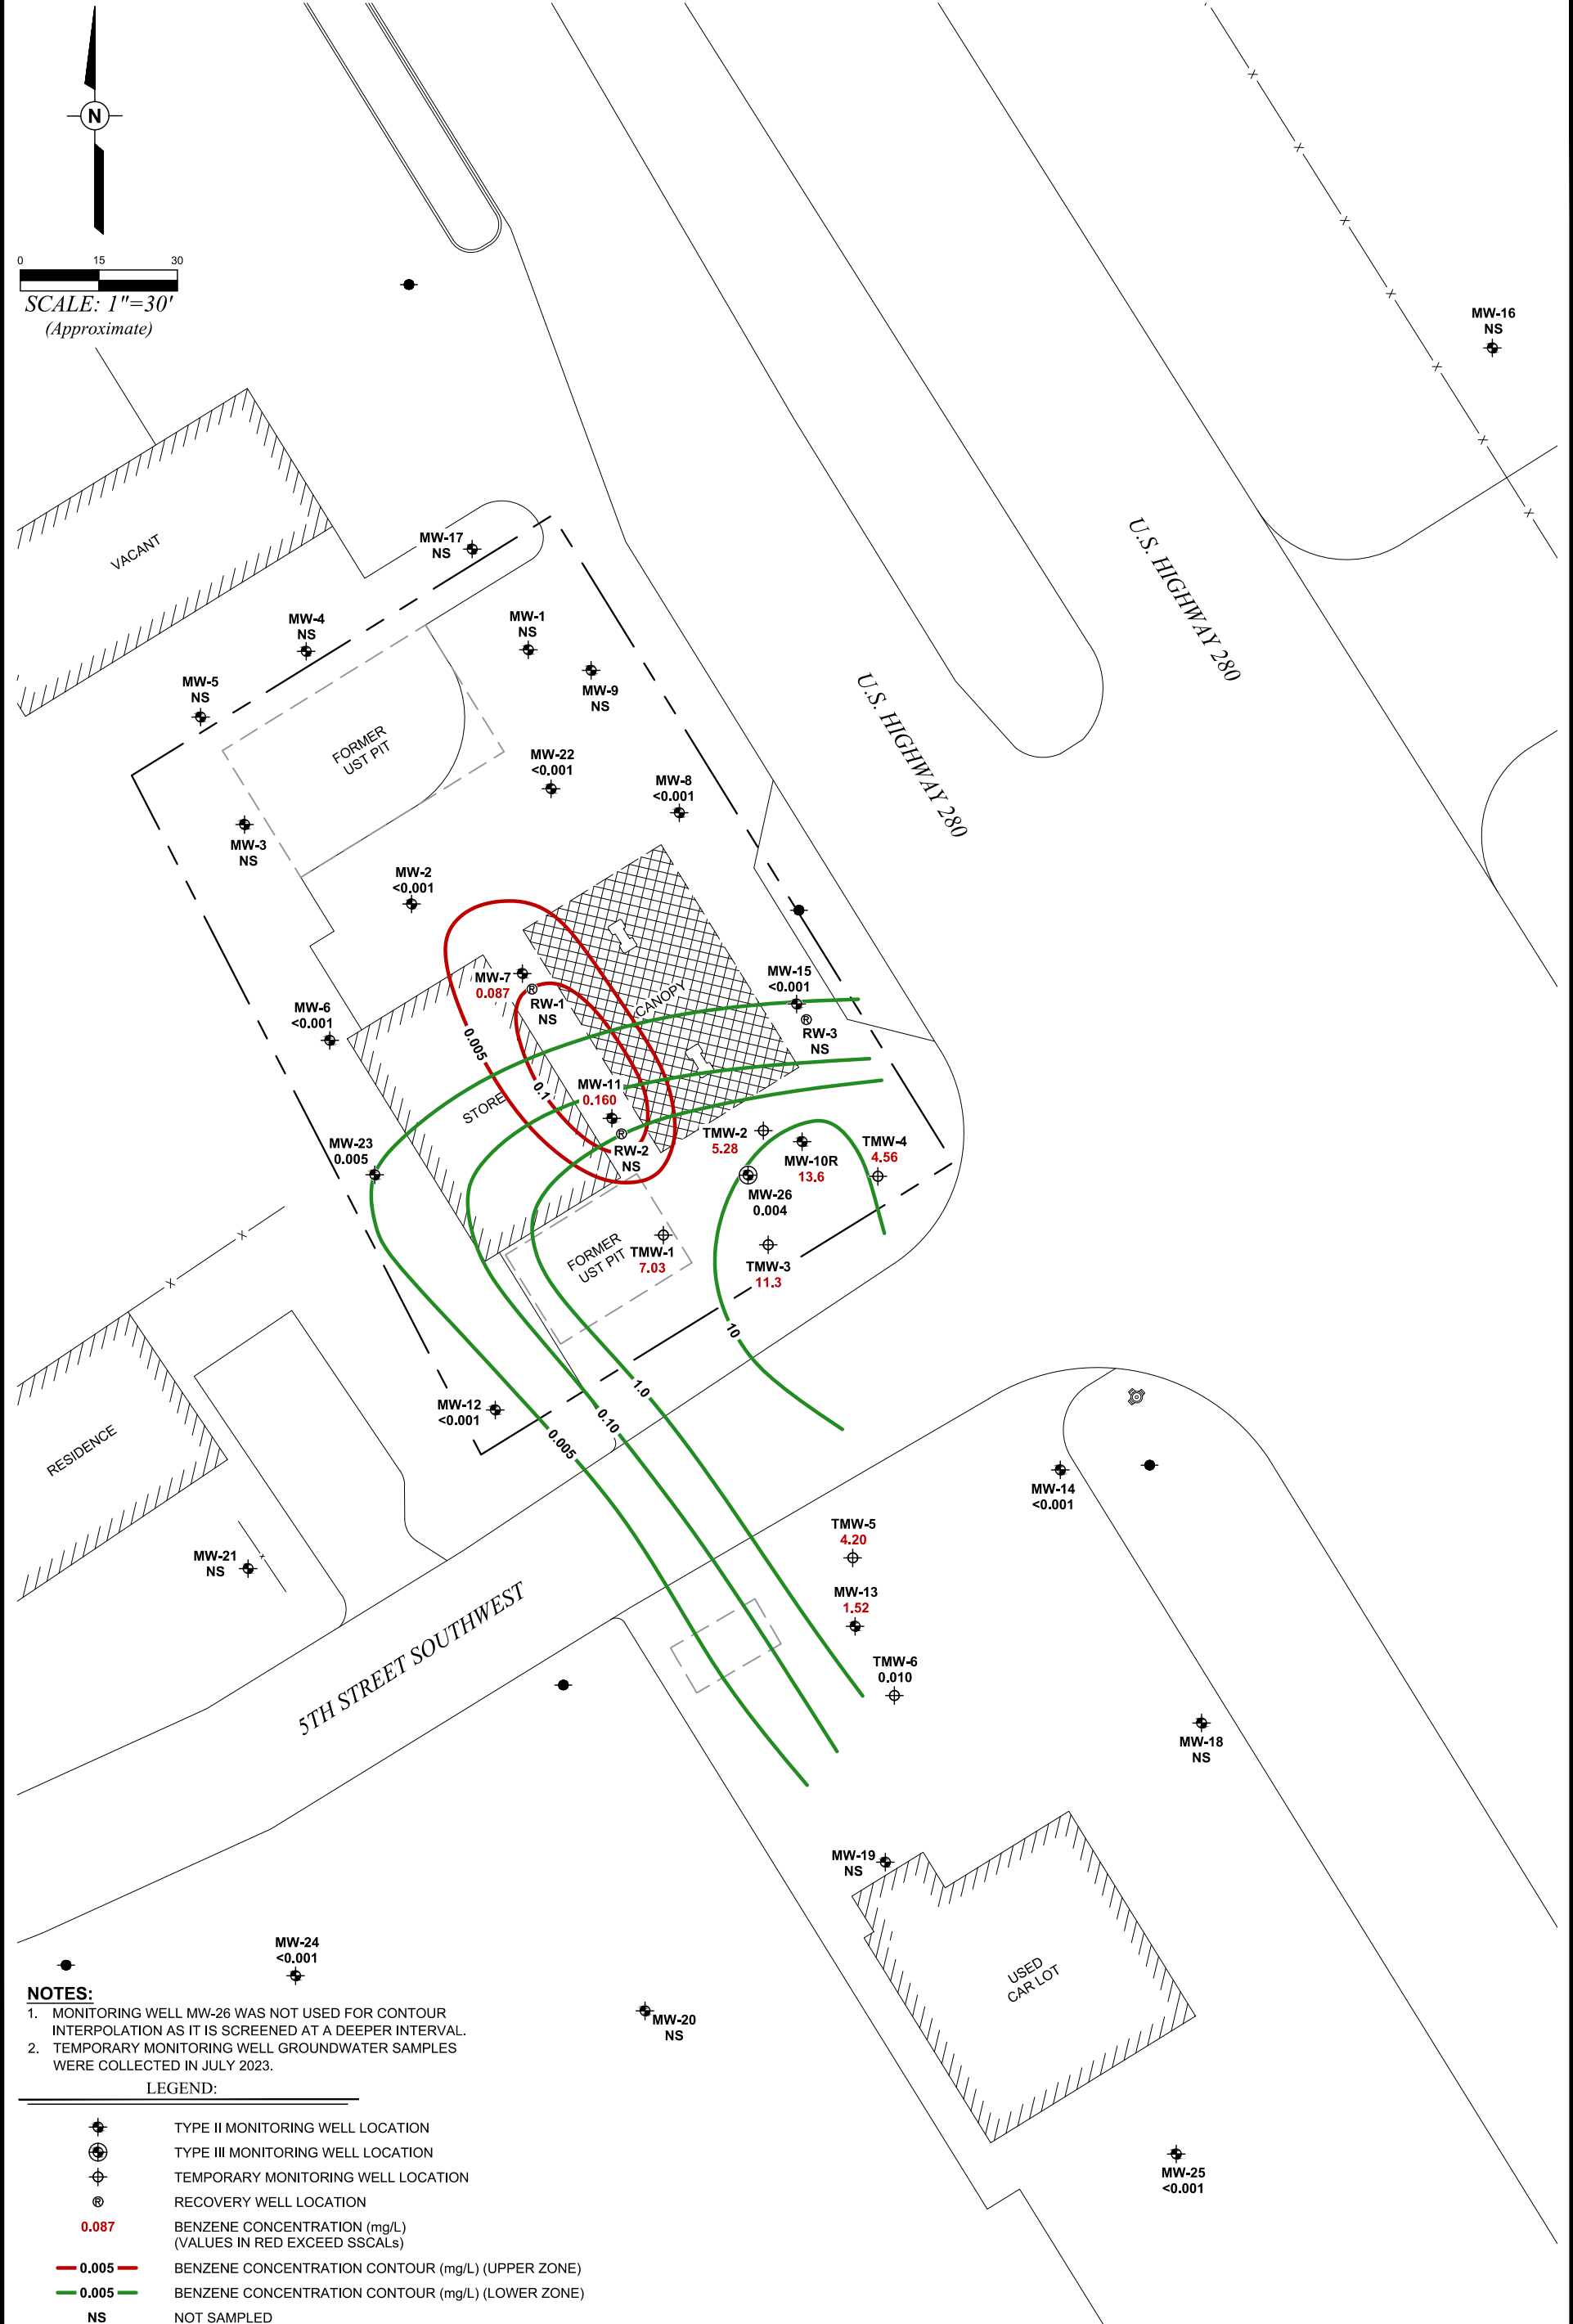 N
0 15 30
SCALE: 1"=30'
(Approximate)
MW-16
NS
U.S. HIGHWAY 280
U.S. HIGHWAY 280
VACANT
MW-17
NS
MW-4
NS
MW-1
NS
MW-5
NS
MW-9
NS
FORMER
UST PIT
MW-22
<0.001
MW-8
<0.001
MW-3
NS
MW-2
<0.001
MW-7
0.087
R
RW-1
NS
CANOPY
MW-15
<0.001
R
RW-3
NS
MW-6
<0.001
0.005
0.1
MW-11
0.160
STORE
R
RW-2
NS
MW-23
0.005
TMW-2
5.28
MW-10R
13.6
TMW-4
4.56
MW-26
0.004
FORMER
UST PIT
TMW-1
7.03
TMW-3
11.3
10
1.0
0.10
0.005
MW-12
<0.001
RESIDENCE
MW-14
<0.001
TMW-5
4.20
MW-21
NS
MW-13
1.52
5TH STREET SOUTHWEST
TMW-6
0.010
MW-18
NS
MW-19
NS
MW-24
<0.001
USED
CAR LOT
MW-20
NS
MW-25
<0.001
NOTES:
1. MONITORING WELL MW-26 WAS NOT USED FOR CONTOUR
INTERPOLATION AS IT IS SCREENED AT A DEEPER INTERVAL.
2. TEMPORARY MONITORING WELL GROUNDWATER SAMPLES
WERE COLLECTED IN JULY 2023.
LEGEND:
TYPE II MONITORING WELL LOCATION
TYPE III MONITORING WELL LOCATION
TEMPORARY MONITORING WELL LOCATION
R RECOVERY WELL LOCATION
0.087 BENZENE CONCENTRATION (mg/L)
(VALUES IN RED EXCEED SSCALs)
0.005 BENZENE CONCENTRATION CONTOUR (mg/L) (UPPER ZONE)
0.005 BENZENE CONCENTRATION CONTOUR (mg/L) (LOWER ZONE)
NS NOT SAMPLED